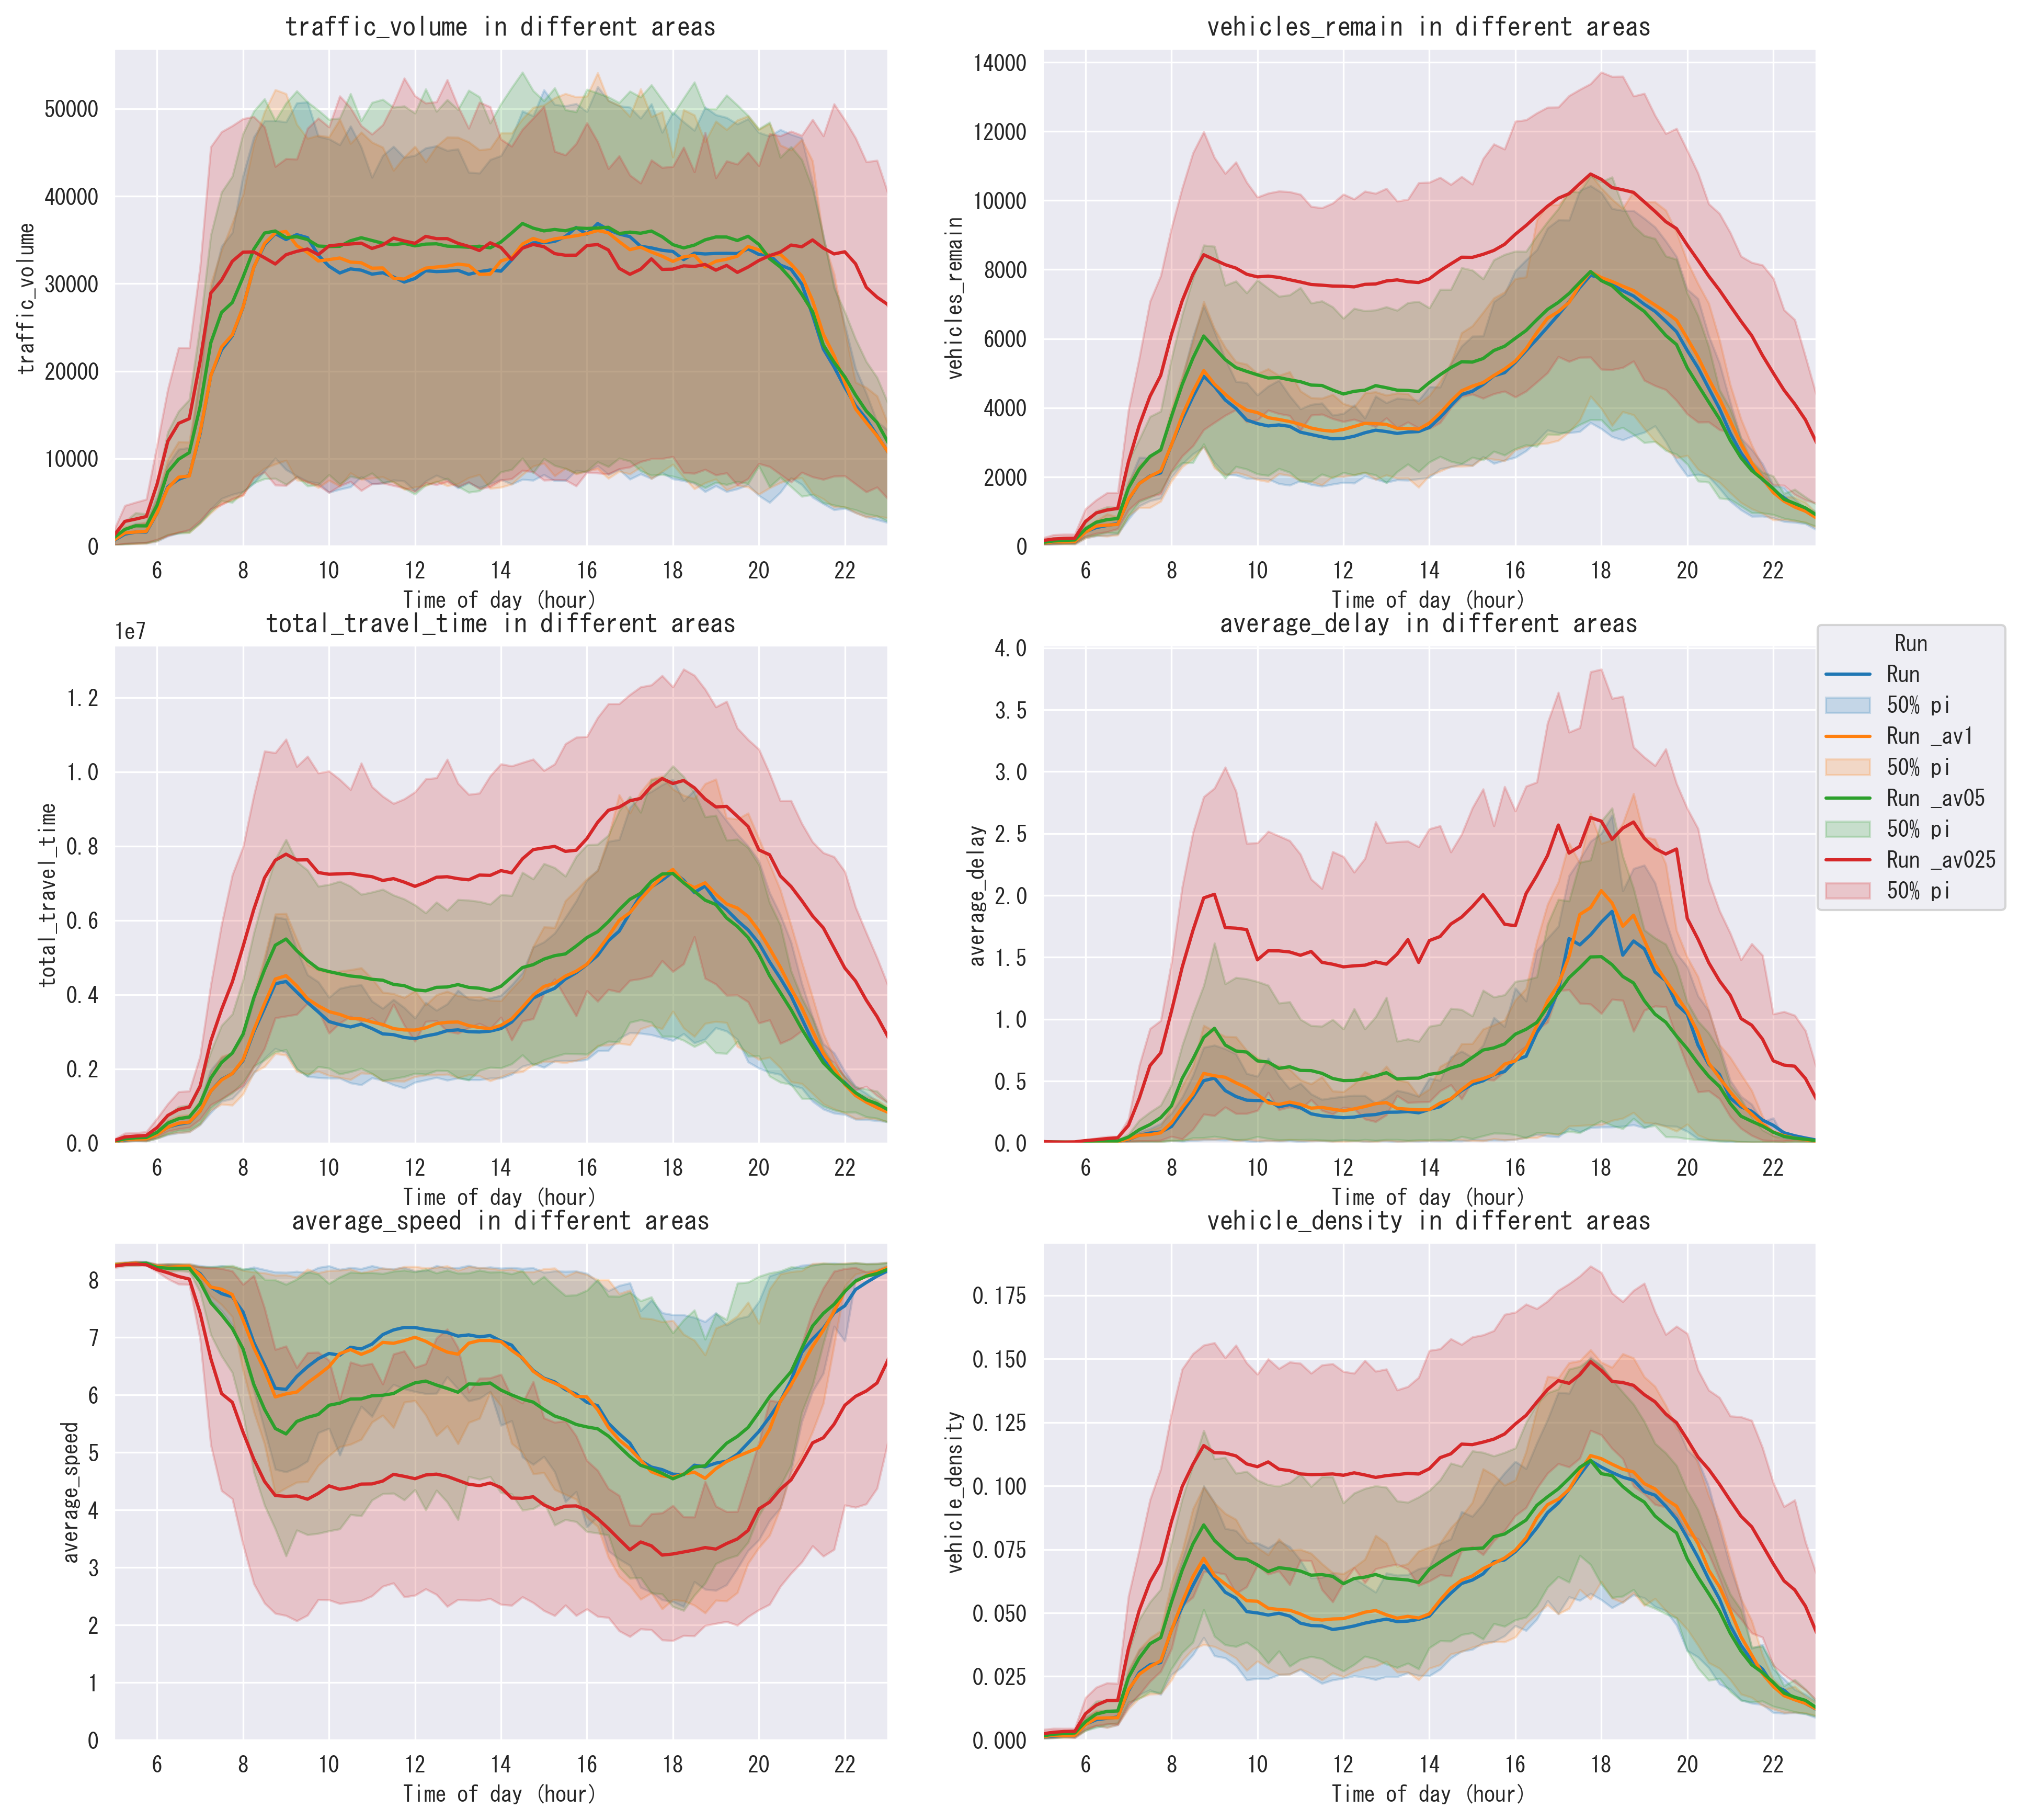 traffic_volume in different areas
traffic_volume
50000
40000
30000
20000
10000
0
6 8 10 12 14 16 18 20 22
Time of day (hour)
vehicles_remain in different areas
vehicles_remain
14000
12000
10000
8000
6000
4000
2000
0
6 8 10 12 14 16 18 20 22
Time of day (hour)
total_travel_time in different areas
1e7
total_travel_time
1.2
1.0
0.8
0.6
0.4
0.2
0.0
6 8 10 12 14 16 18 20 22
Time of day (hour)
average_delay in different areas
average_delay
4.0
3.5
3.0
2.5
2.0
1.5
1.0
0.5
0.0
6 8 10 12 14 16 18 20 22
Time of day (hour)
Run
Run
50% pi
Run _av1
50% pi
Run _av05
50% pi
Run _av025
50% pi
average_speed in different areas
average_speed
8
7
6
5
4
3
2
1
0
6 8 10 12 14 16 18 20 22
Time of day (hour)
vehicle_density in different areas
vehicle_density
0.175
0.150
0.125
0.100
0.075
0.050
0.025
0.000
6 8 10 12 14 16 18 20 22
Time of day (hour)